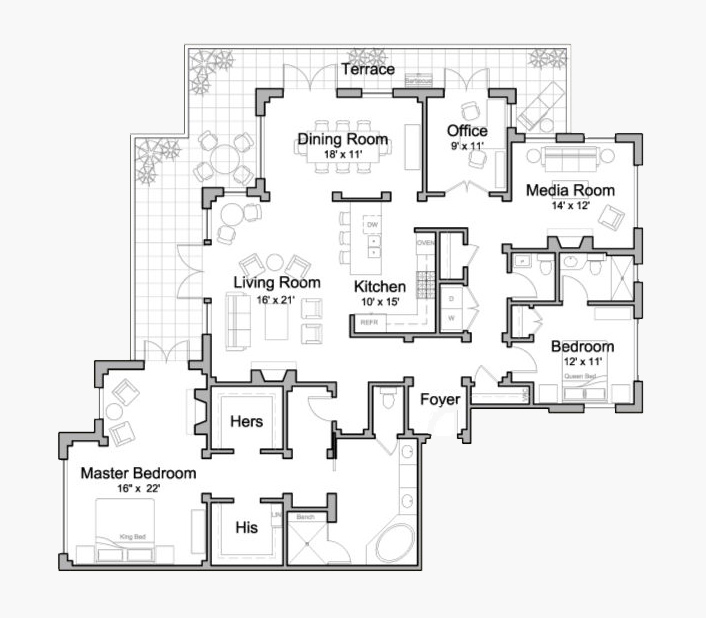 Terrace
Barbecue
Dining Room
18' x 11'
Office
9' x 11'
Media Room
14' x 12'
DW
OVEN
Living Room
16' x 21'
Kitchen
10' x 15'
D
W
REFR
Bedroom
12' x 11'
Queen Bed
Foyer
VAC
Hers
Master Bedroom
16" x 22'
King Bed
His
LIN
Bench